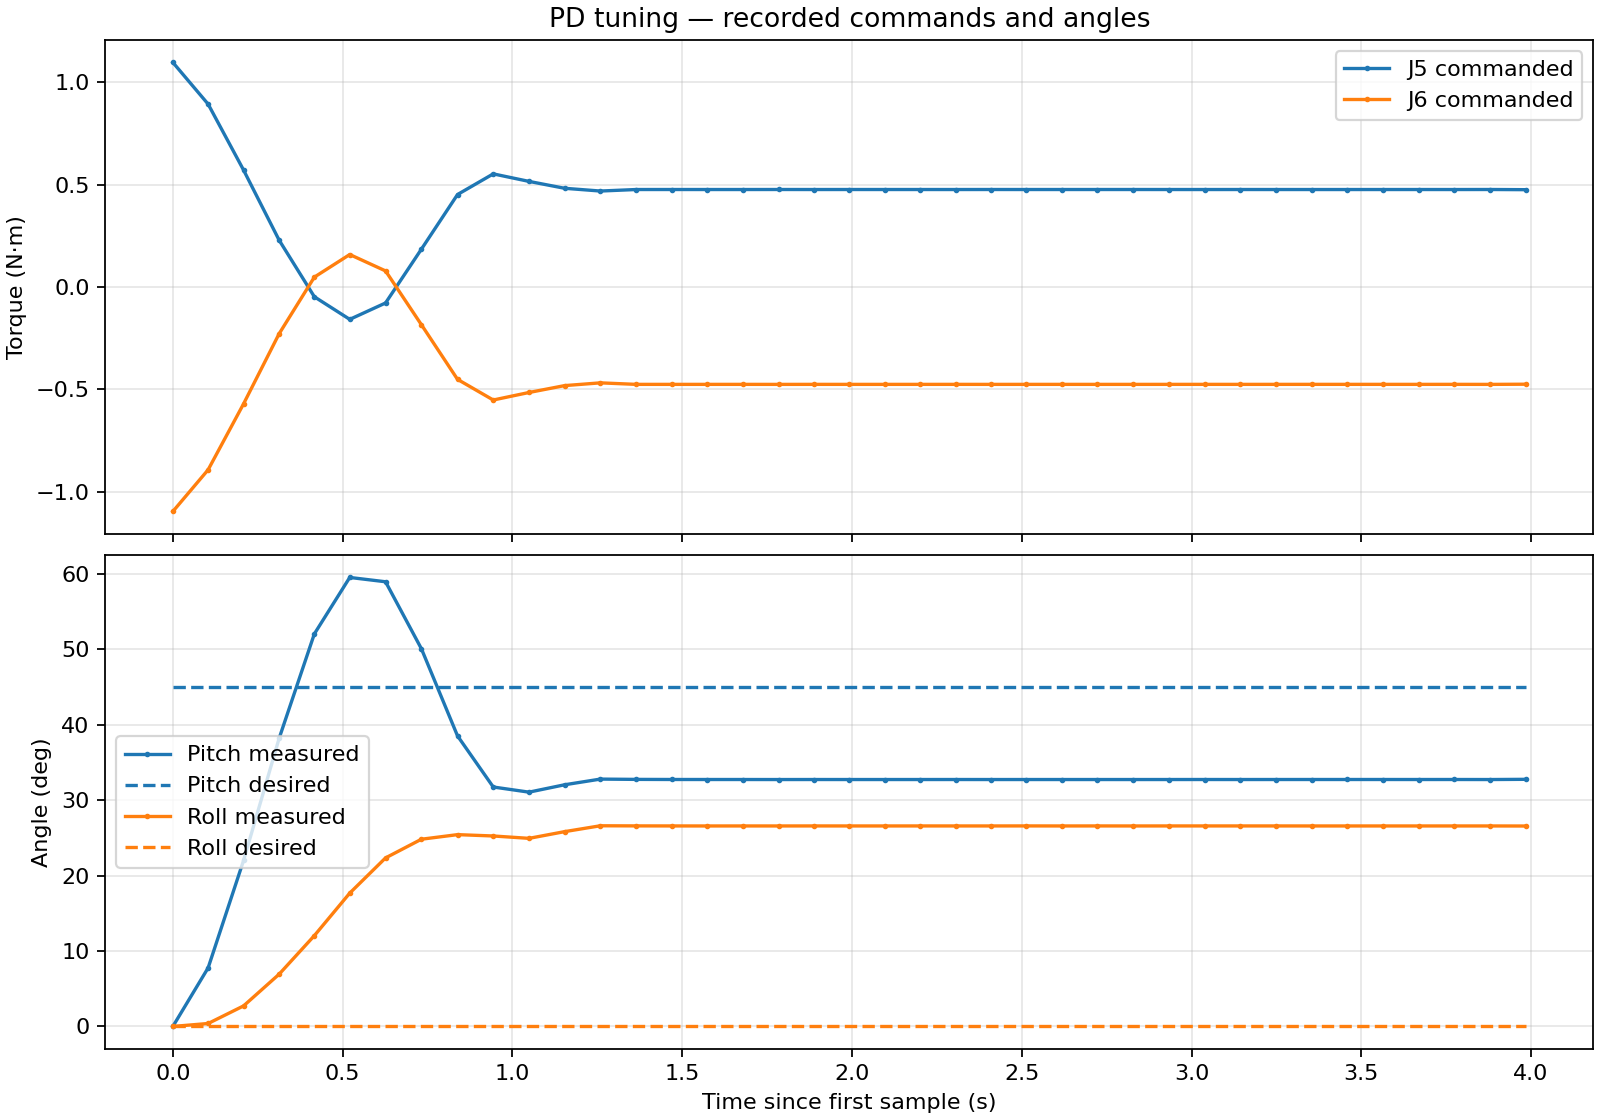 PD tuning — recorded commands and angles
Torque (N·m)
1.0
0.5
0.0
−0.5
−1.0
J5 commanded
J6 commanded
Angle (deg)
60
50
40
30
20
10
0
Pitch measured
Pitch desired
Roll measured
Roll desired
0.0 0.5 1.0 1.5 2.0 2.5 3.0 3.5 4.0
Time since first sample (s)